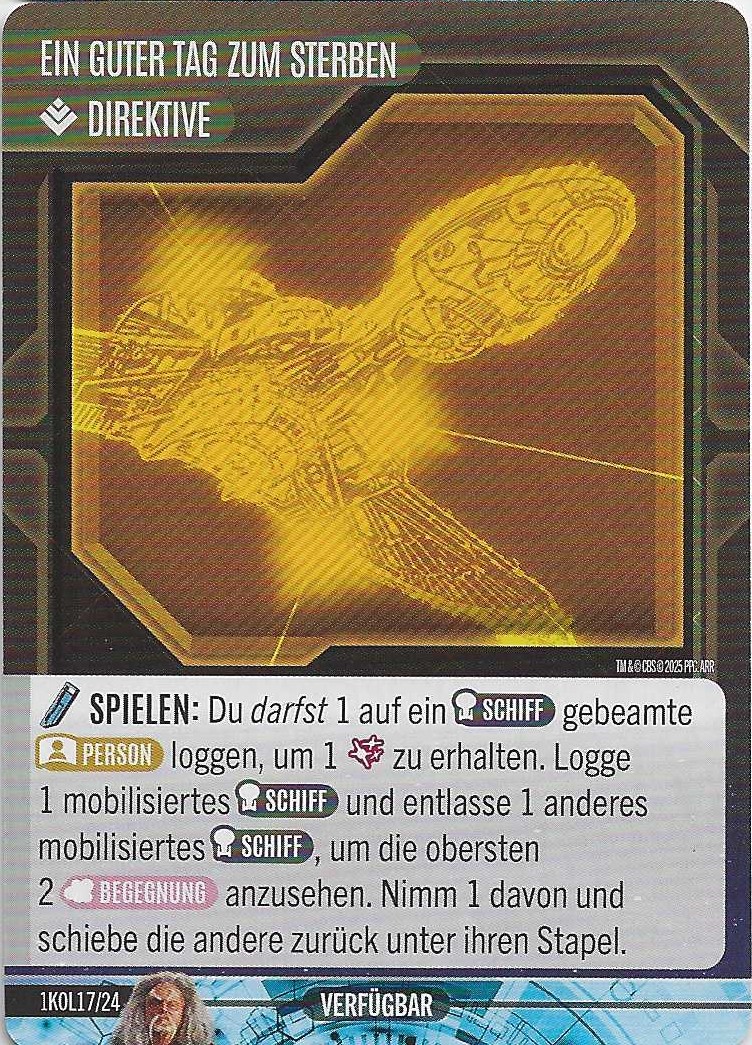 EIN GUTER TAG ZUM STERBEN
DIREKTIVE
TM & © CBS © 2025 PPC. ARR
SPIELEN: Du darfst 1 auf ein SCHIFF gebeamte
PERSON loggen, um 1 zu erhalten. Logge
1 mobilisiertes SCHIFF und entlasse 1 anderes
mobilisiertes SCHIFF, um die obersten
2 BEGEGNUNG anzusehen. Nimm 1 davon und
schiebe die andere zurück unter ihren Stapel.
1KOL17/24
VERFÜGBAR